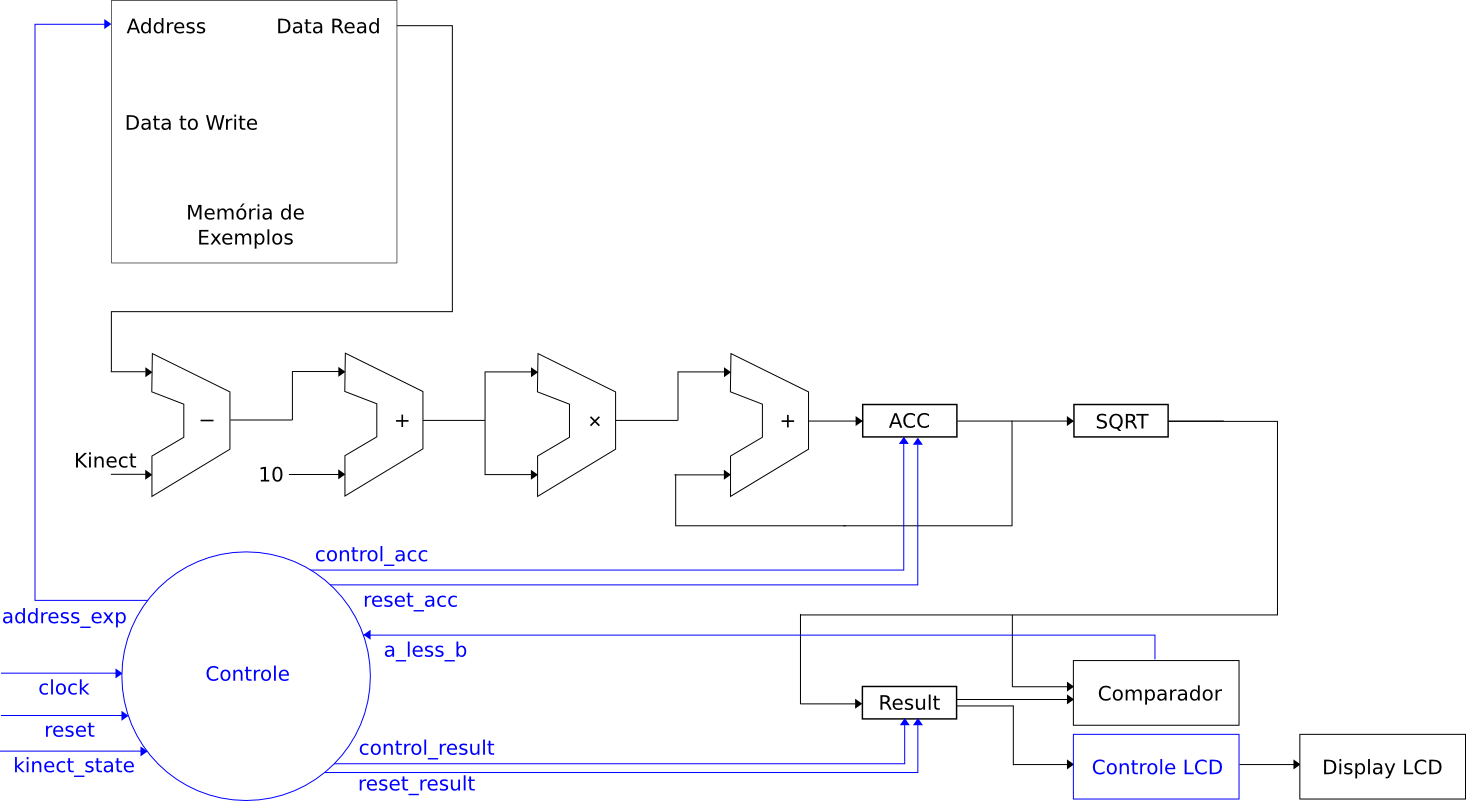 Address
Data Read
Data to Write
Memória de
Exemplos
−
+
×
+
ACC
SQRT
Kinect
10
control_acc
reset_acc
address_exp
a_less_b
Controle
clock
reset
kinect_state
Comparador
Result
control_result
reset_result
Controle LCD
Display LCD